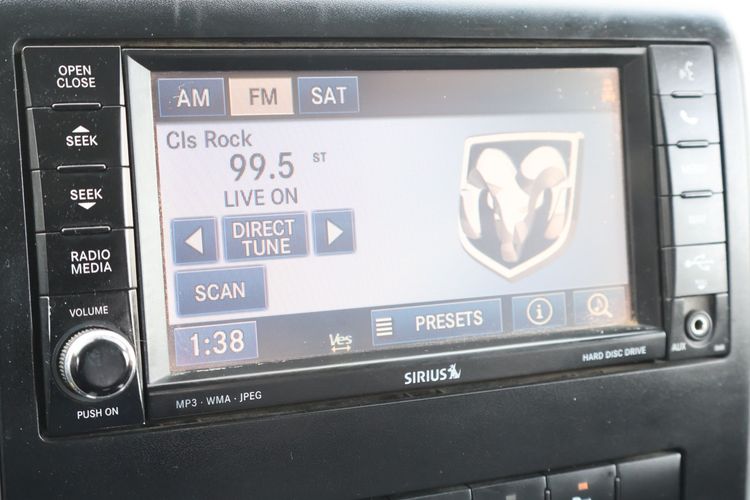 OPEN
CLOSE
SEEK
SEEK
RADIO
MEDIA
VOLUME
PUSH ON
AM
FM
SAT
Cls Rock
99.5 ST
LIVE ON
DIRECT
TUNE
SCAN
1:38
Ves
PRESETS
SIRIUS
HARD DISC DRIVE
MP3 · WMA · JPEG
AUX